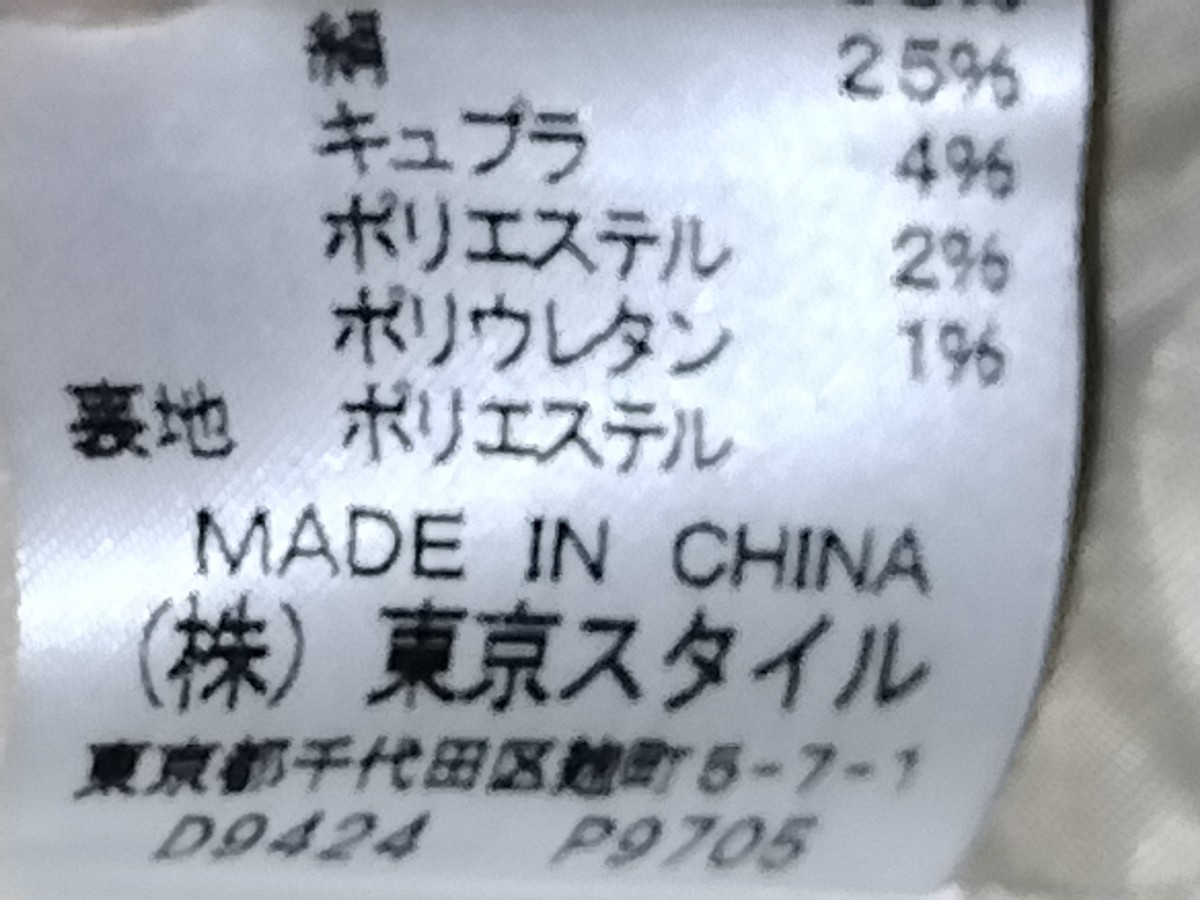 絹 25%
キュプラ 4%
ポリエステル 2%
ポリウレタン 1%
裏地 ポリエステル
MADE IN CHINA
(株) 東京スタイル
東京都千代田区麹町5-7-1
D9424 P9705